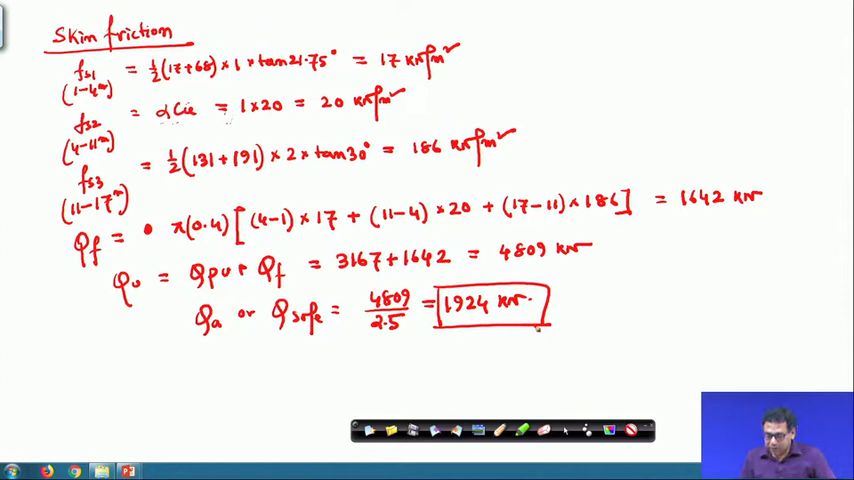 Skin friction
fs1 = 1/2 (17+68) × 1 × tan21.75° = 17 kN/m²
(1-4m)
fs2 = αCu = 1×20 = 20 kN/m²
(4-11m)
fs3 = 1/2 (131+191) × 2 × tan30° = 186 kN/m²
(11-17m)
Qf = π(0.4) [(4-1) × 17 + (11-4) × 20 + (17-11) × 186] = 1642 kN
Qu = Qpu + Qf = 3167+1642 = 4809 kN
Qa or Qsafe = 4809/2.5 = 1924 kN.